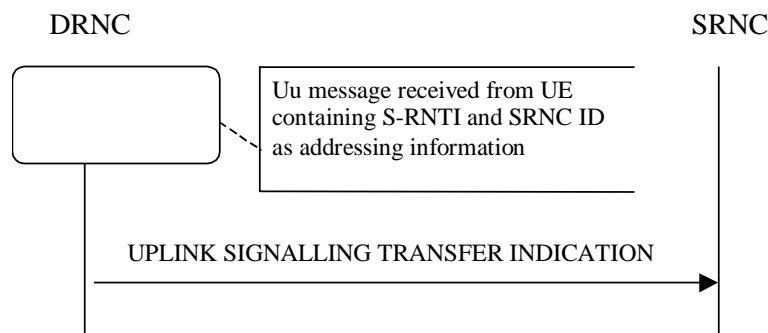 DRNC
SRNC
Uu message received from UE
containing S-RNTI and SRNC ID
as addressing information
UPLINK SIGNALLING TRANSFER INDICATION